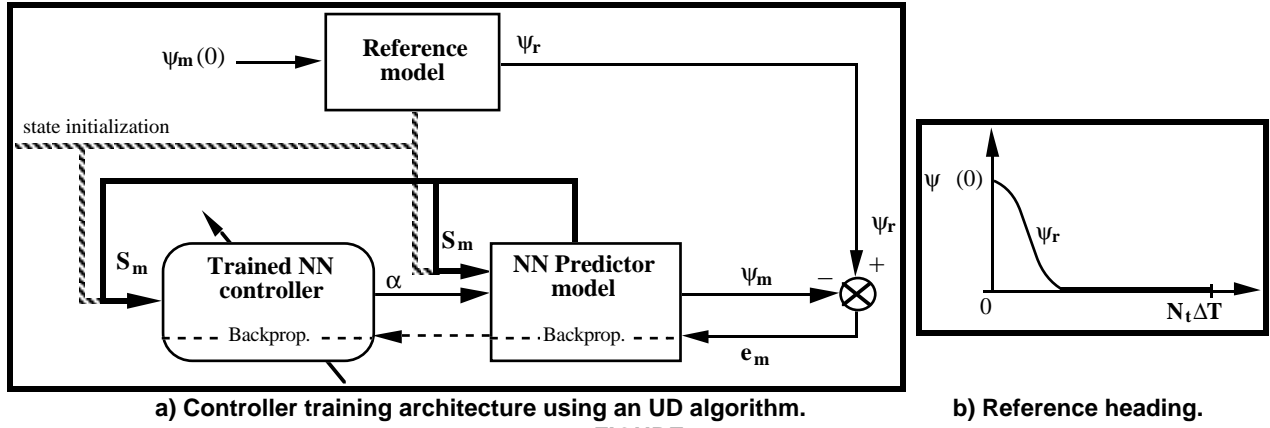 Reference
model
ψm(0)
ψr
state initialization
Sm
Trained NN
controller
Backprop.
α
Sm
NN Predictor
model
Backprop.
ψm
ψr
− +
em
a) Controller training architecture using an UD algorithm.
ψ (0)
ψr
0
NtΔT
b) Reference heading.